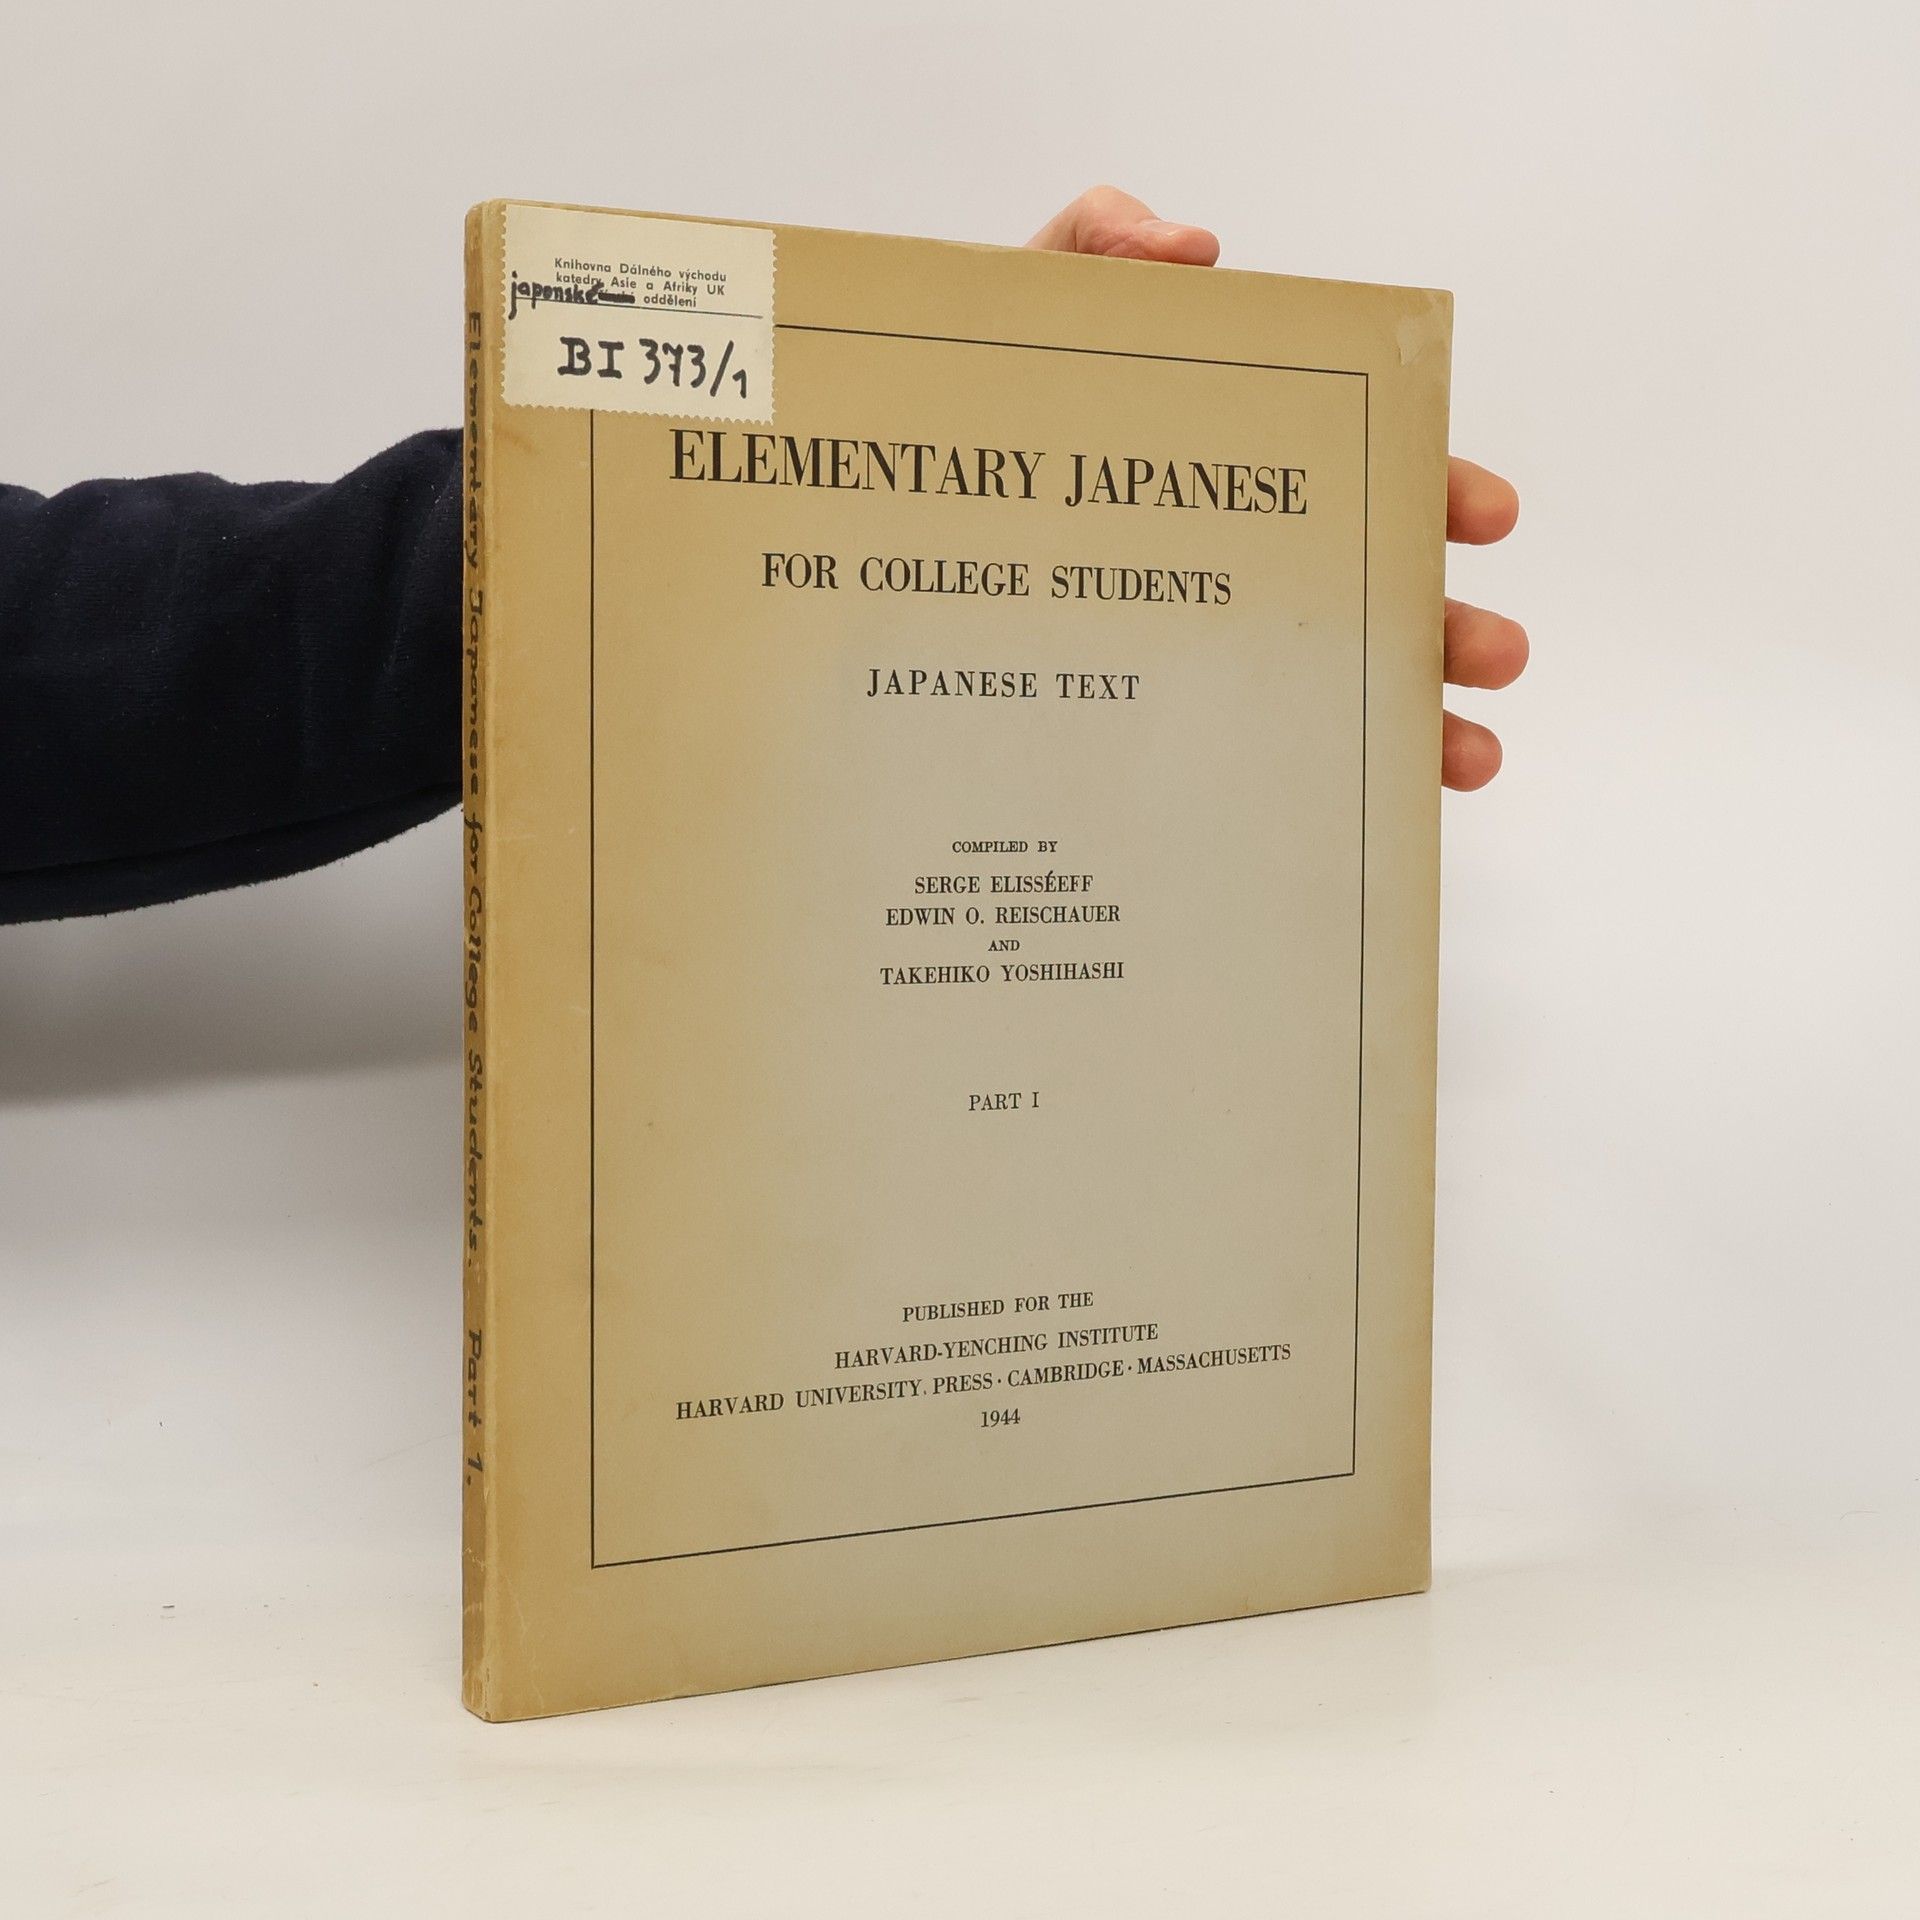 Knihovna Dálného východu
katedry Asie a Afriky UK
japonské oddělení
BI 373/1
ELEMENTARY JAPANESE
FOR COLLEGE STUDENTS
JAPANESE TEXT
COMPILED BY
SERGE ELISSÉEFF
EDWIN O. REISCHAUER
AND
TAKEHIKO YOSHIHASHI
PART I
PUBLISHED FOR THE
HARVARD-YENCHING INSTITUTE
HARVARD UNIVERSITY PRESS · CAMBRIDGE · MASSACHUSETTS
1944
Elementary Japanese for College Students. Part 1.